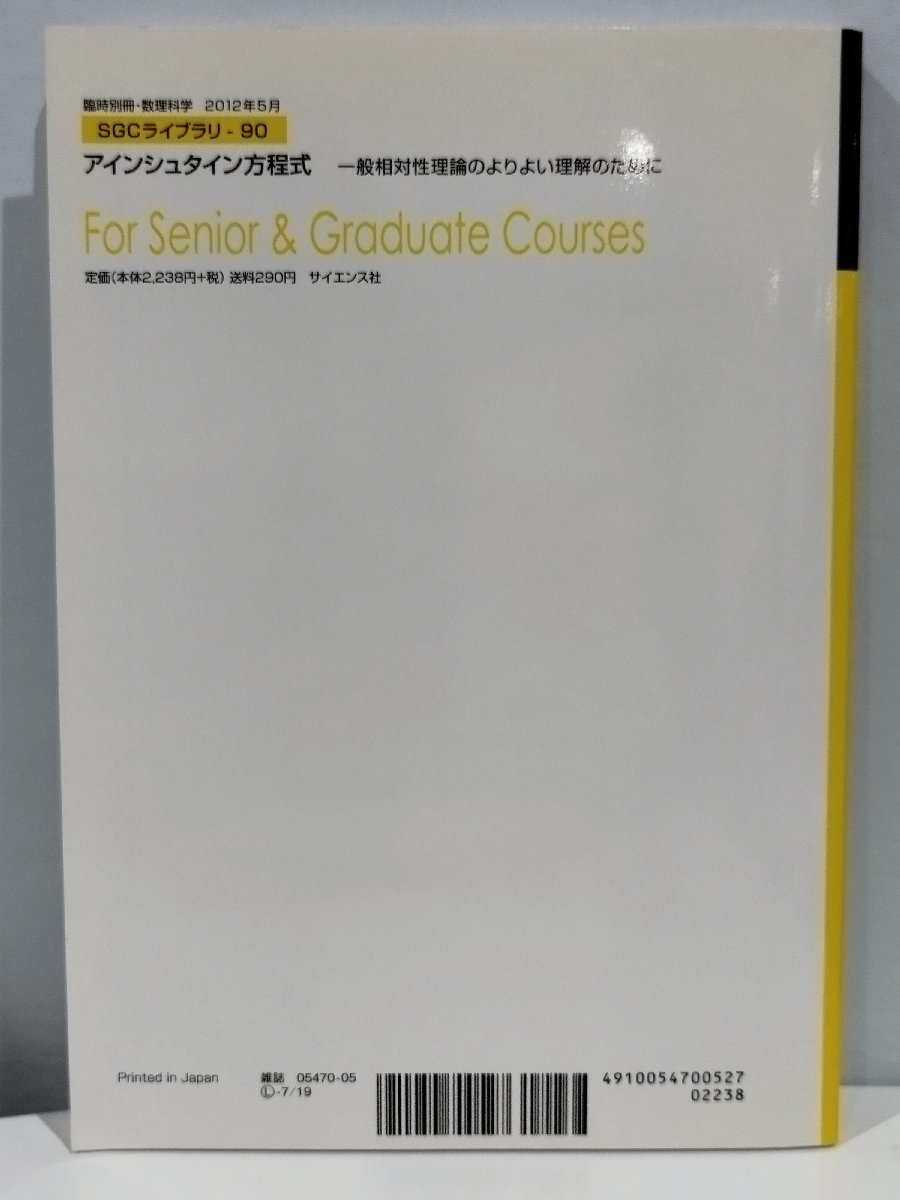 臨時別冊・数理科学 2012年5月
SGCライブラリ - 90
アインシュタイン方程式 一般相対性理論のよりよい理解のために
For Senior & Graduate Courses
定価(本体2,238円+税) 送料290円 サイエンス社
Printed in Japan 雑誌 05470-05 4910054700527
Ⓛ-7/19 02238